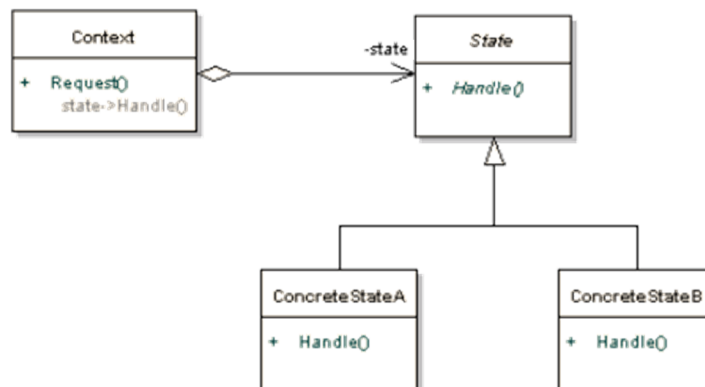 Context
+ Request()
state->Handle()
-state
State
+ Handle()
ConcreteStateA
+ Handle()
ConcreteStateB
+ Handle()